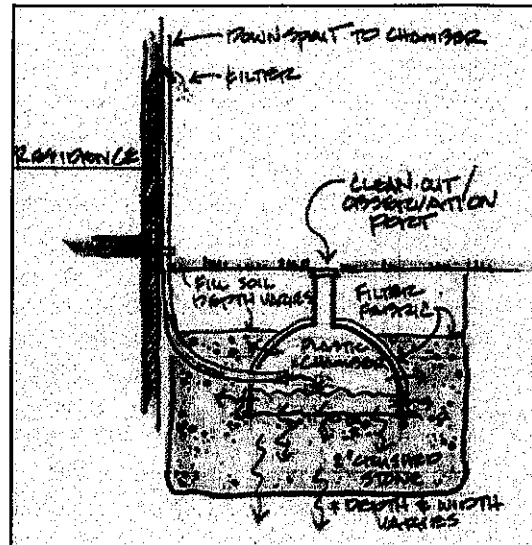 DOWNSPOUT TO CHAMBER
FILTER
RESIDENCE
CLEAN OUT/
OBSERVATION
PORT
FILL SOIL
DEPTH VARIES
FILTER
FABRIC
PLASTIC
CHAMBER
CRUSHED
STONE
* DEPTH & WIDTH
VARIES